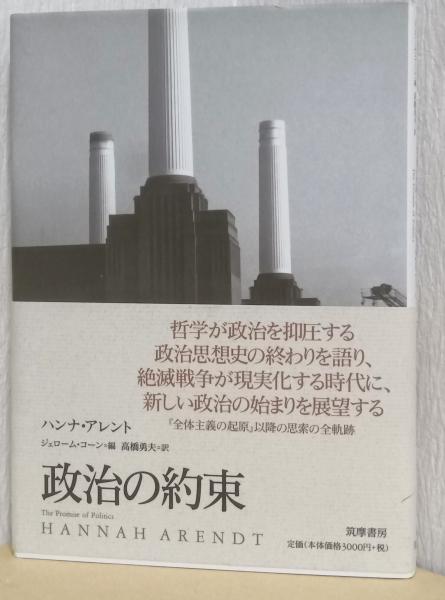 哲学が政治を抑圧する
政治思想史の終わりを語り、
絶滅戦争が現実化する時代に、
新しい政治の始まりを展望する
『全体主義の起原』以降の思索の全軌跡
ハンナ・アレント
ジェローム・コーン=編 高橋勇夫=訳
政治の約束
The Promise of Politics
HANNAH ARENDT
筑摩書房
定価(本体価格3000円+税)